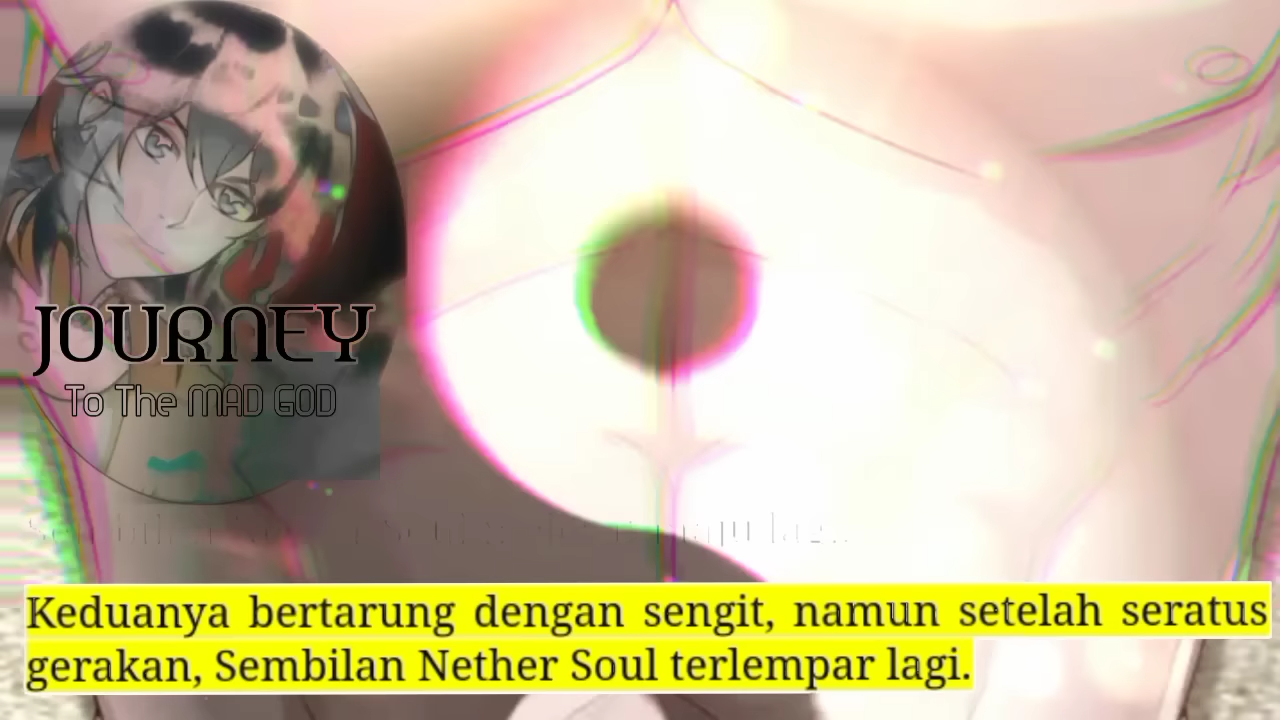 JOURNEY
To The MAD GOD
Keduanya bertarung dengan sengit, namun setelah seratus
gerakan, Sembilan Nether Soul terlempar lagi.